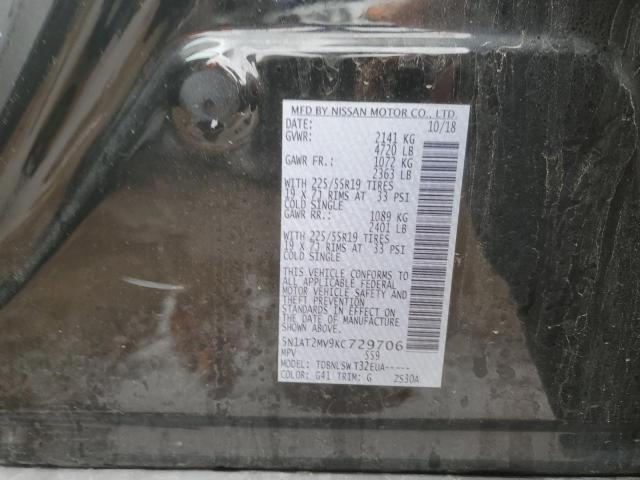 MFD BY NISSAN MOTOR CO., LTD.
DATE: 10/18
GVWR: 2141 KG
4720 LB
GAWR FR.: 1072 KG
2363 LB
WITH 225/55R19 TIRES
19 X 7J RIMS AT 33 PSI
COLD SINGLE
GAWR RR.: 1089 KG
2401 LB
WITH 225/55R19 TIRES
19 X 7J RIMS AT 33 PSI
COLD SINGLE
THIS VEHICLE CONFORMS TO
ALL APPLICABLE FEDERAL
MOTOR VEHICLE SAFETY AND
THEFT PREVENTION
STANDARDS IN EFFECT ON
THE DATE OF MANUFACTURE
SHOWN ABOVE.
5N1AT2MV9KC729706
MPV 559
MODEL: TDBNLSW T32EUA-----
COLOR: G41 TRIM: G 2S30A